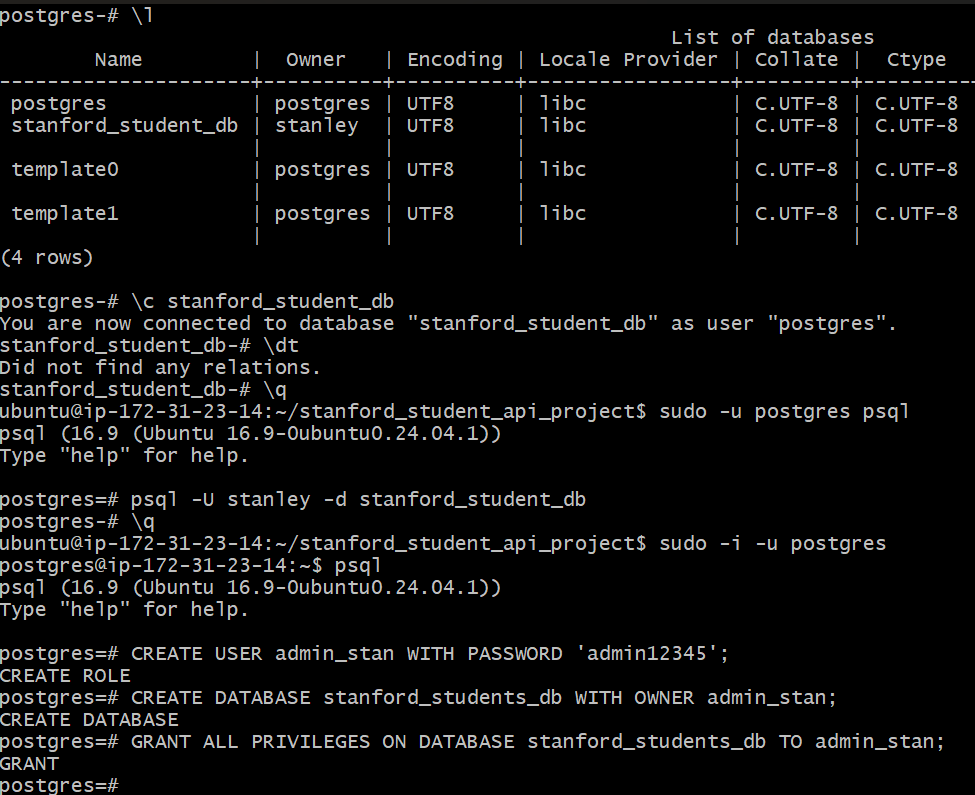 postgres-# \l
List of databases
Name | Owner | Encoding | Locale Provider | Collate | Ctype
-------------------------+----------+----------+-----------------+---------+---------
postgres | postgres | UTF8 | libc | C.UTF-8 | C.UTF-8
stanford_student_db | stanley | UTF8 | libc | C.UTF-8 | C.UTF-8
| | | | |
template0 | postgres | UTF8 | libc | C.UTF-8 | C.UTF-8
| | | | |
template1 | postgres | UTF8 | libc | C.UTF-8 | C.UTF-8
| | | | |
(4 rows)
postgres-# \c stanford_student_db
You are now connected to database "stanford_student_db" as user "postgres".
stanford_student_db-# \dt
Did not find any relations.
stanford_student_db-# \q
ubuntu@ip-172-31-23-14:~/stanford_student_api_project$ sudo -u postgres psql
psql (16.9 (Ubuntu 16.9-0ubuntu0.24.04.1))
Type "help" for help.
postgres=# psql -U stanley -d stanford_student_db
postgres-# \q
ubuntu@ip-172-31-23-14:~/stanford_student_api_project$ sudo -i -u postgres
postgres@ip-172-31-23-14:~$ psql
psql (16.9 (Ubuntu 16.9-0ubuntu0.24.04.1))
Type "help" for help.
postgres=# CREATE USER admin_stan WITH PASSWORD 'admin12345';
CREATE ROLE
postgres=# CREATE DATABASE stanford_students_db WITH OWNER admin_stan;
CREATE DATABASE
postgres=# GRANT ALL PRIVILEGES ON DATABASE stanford_students_db TO admin_stan;
GRANT
postgres=#